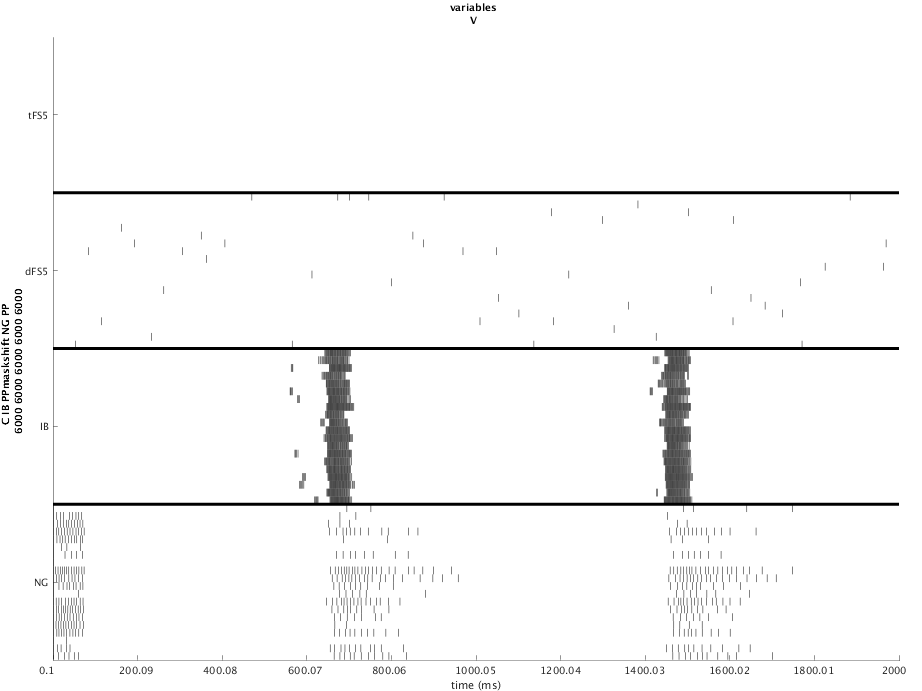 variables
V
tFS5
dFS5
IB
NG
C IB PPmaskshift NG PP
6000 6000 6000 6000 6000
0.1 200.09 400.08 600.07 800.06 1000.05 1200.04 1400.03 1600.02 1800.01 2000
time (ms)